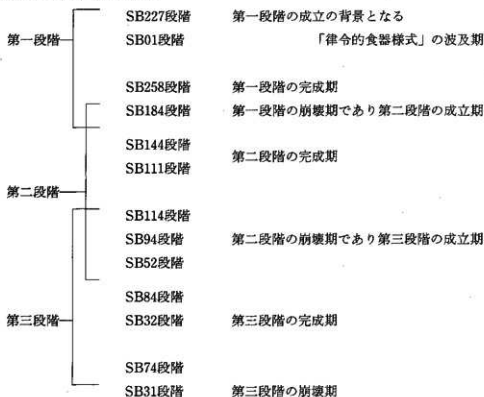 SB227段階 第一段階の成立の背景となる
第一段階 SB01段階 「律令的食器様式」の波及期
SB258段階 第一段階の完成期
SB184段階 第一段階の崩壊期であり第二段階の成立期
SB144段階
第二段階の完成期
SB111段階
第二段階
SB114段階
SB94段階 第二段階の崩壊期であり第三段階の成立期
SB52段階
SB84段階
第三段階 SB32段階 第三段階の完成期
SB74段階
SB31段階 第三段階の崩壊期